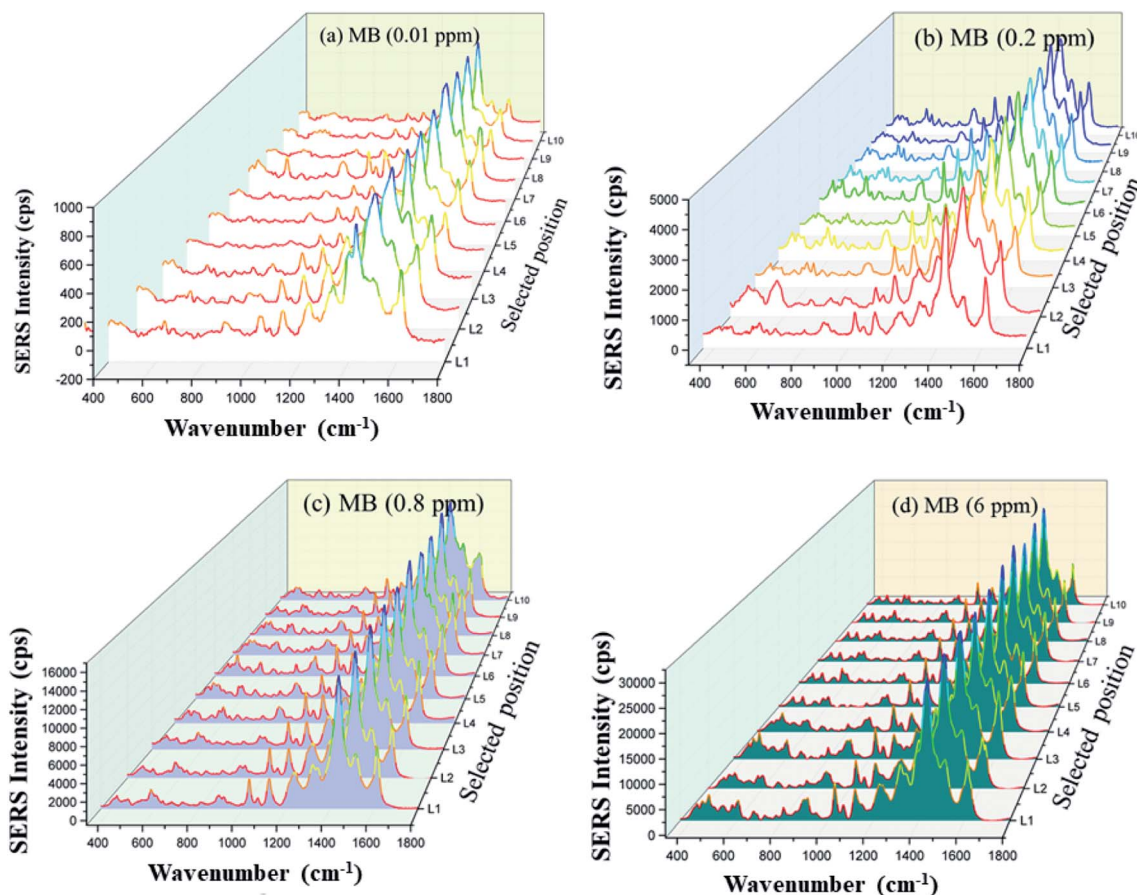 (a) MB (0.01 ppm)
SERS Intensity (cps)
1000
800
600
400
200
0
-200
400 600 800 1000 1200 1400 1600 1800
Wavenumber (cm⁻¹)
L10
L9
L8
L7
L6
L5
L4
L3
L2
L1
Selected position
(b) MB (0.2 ppm)
SERS Intensity (cps)
5000
4000
3000
2000
1000
0
400 600 800 1000 1200 1400 1600 1800
Wavenumber (cm⁻¹)
L10
L9
L8
L7
L6
L5
L4
L3
L2
L1
Selected position
(c) MB (0.8 ppm)
SERS Intensity (cps)
16000
14000
12000
10000
8000
6000
4000
2000
0
400 600 800 1000 1200 1400 1600 1800
Wavenumber (cm⁻¹)
L10
L9
L8
L7
L6
L5
L4
L3
L2
L1
Selected position
(d) MB (6 ppm)
SERS Intensity (cps)
30000
25000
20000
15000
10000
5000
0
400 600 800 1000 1200 1400 1600 1800
Wavenumber (cm⁻¹)
L10
L9
L8
L7
L6
L5
L4
L3
L2
L1
Selected position